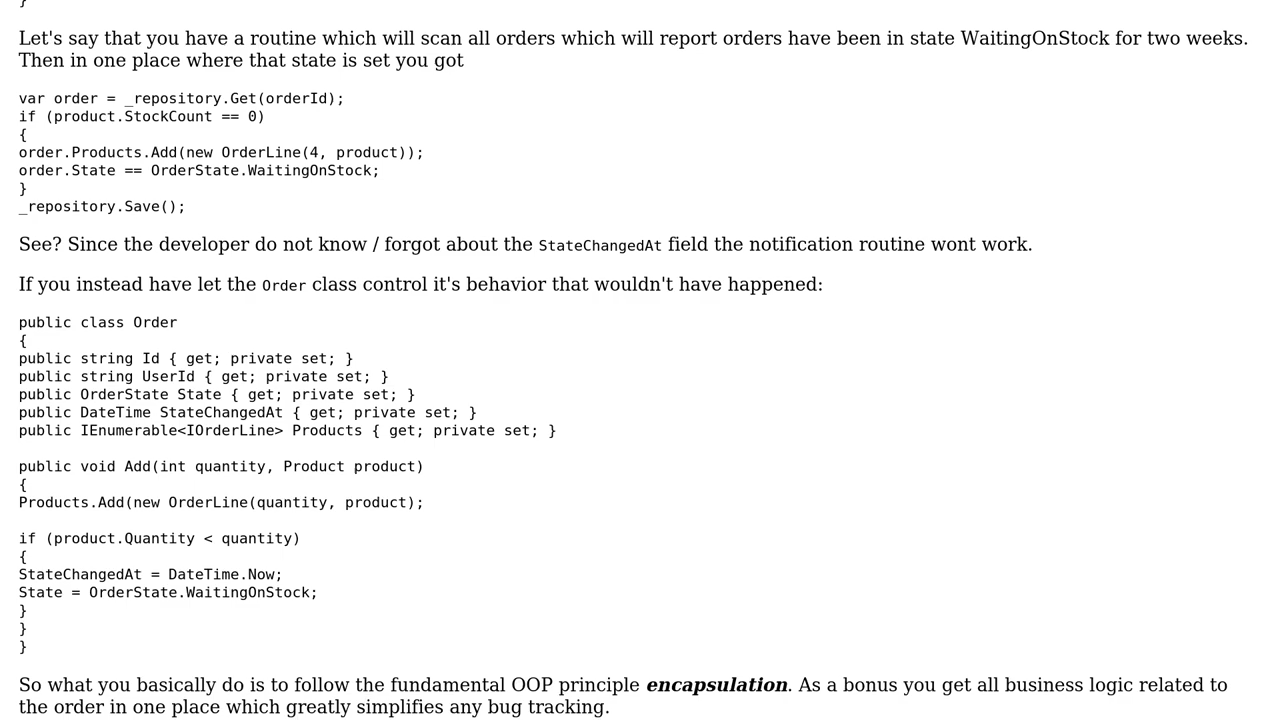 }
Let's say that you have a routine which will scan all orders which will report orders have been in state WaitingOnStock for two weeks.
Then in one place where that state is set you got
var order = _repository.Get(orderId);
if (product.StockCount == 0)
{
order.Products.Add(new OrderLine(4, product));
order.State == OrderState.WaitingOnStock;
}
_repository.Save();
See? Since the developer do not know / forgot about the StateChangedAt field the notification routine wont work.
If you instead have let the Order class control it's behavior that wouldn't have happened:
public class Order
{
public string Id { get; private set; }
public string UserId { get; private set; }
public OrderState State { get; private set; }
public DateTime StateChangedAt { get; private set; }
public IEnumerable<IOrderLine> Products { get; private set; }
public void Add(int quantity, Product product)
{
Products.Add(new OrderLine(quantity, product);
if (product.Quantity < quantity)
{
StateChangedAt = DateTime.Now;
State = OrderState.WaitingOnStock;
}
}
}
So what you basically do is to follow the fundamental OOP principle encapsulation. As a bonus you get all business logic related to
the order in one place which greatly simplifies any bug tracking.